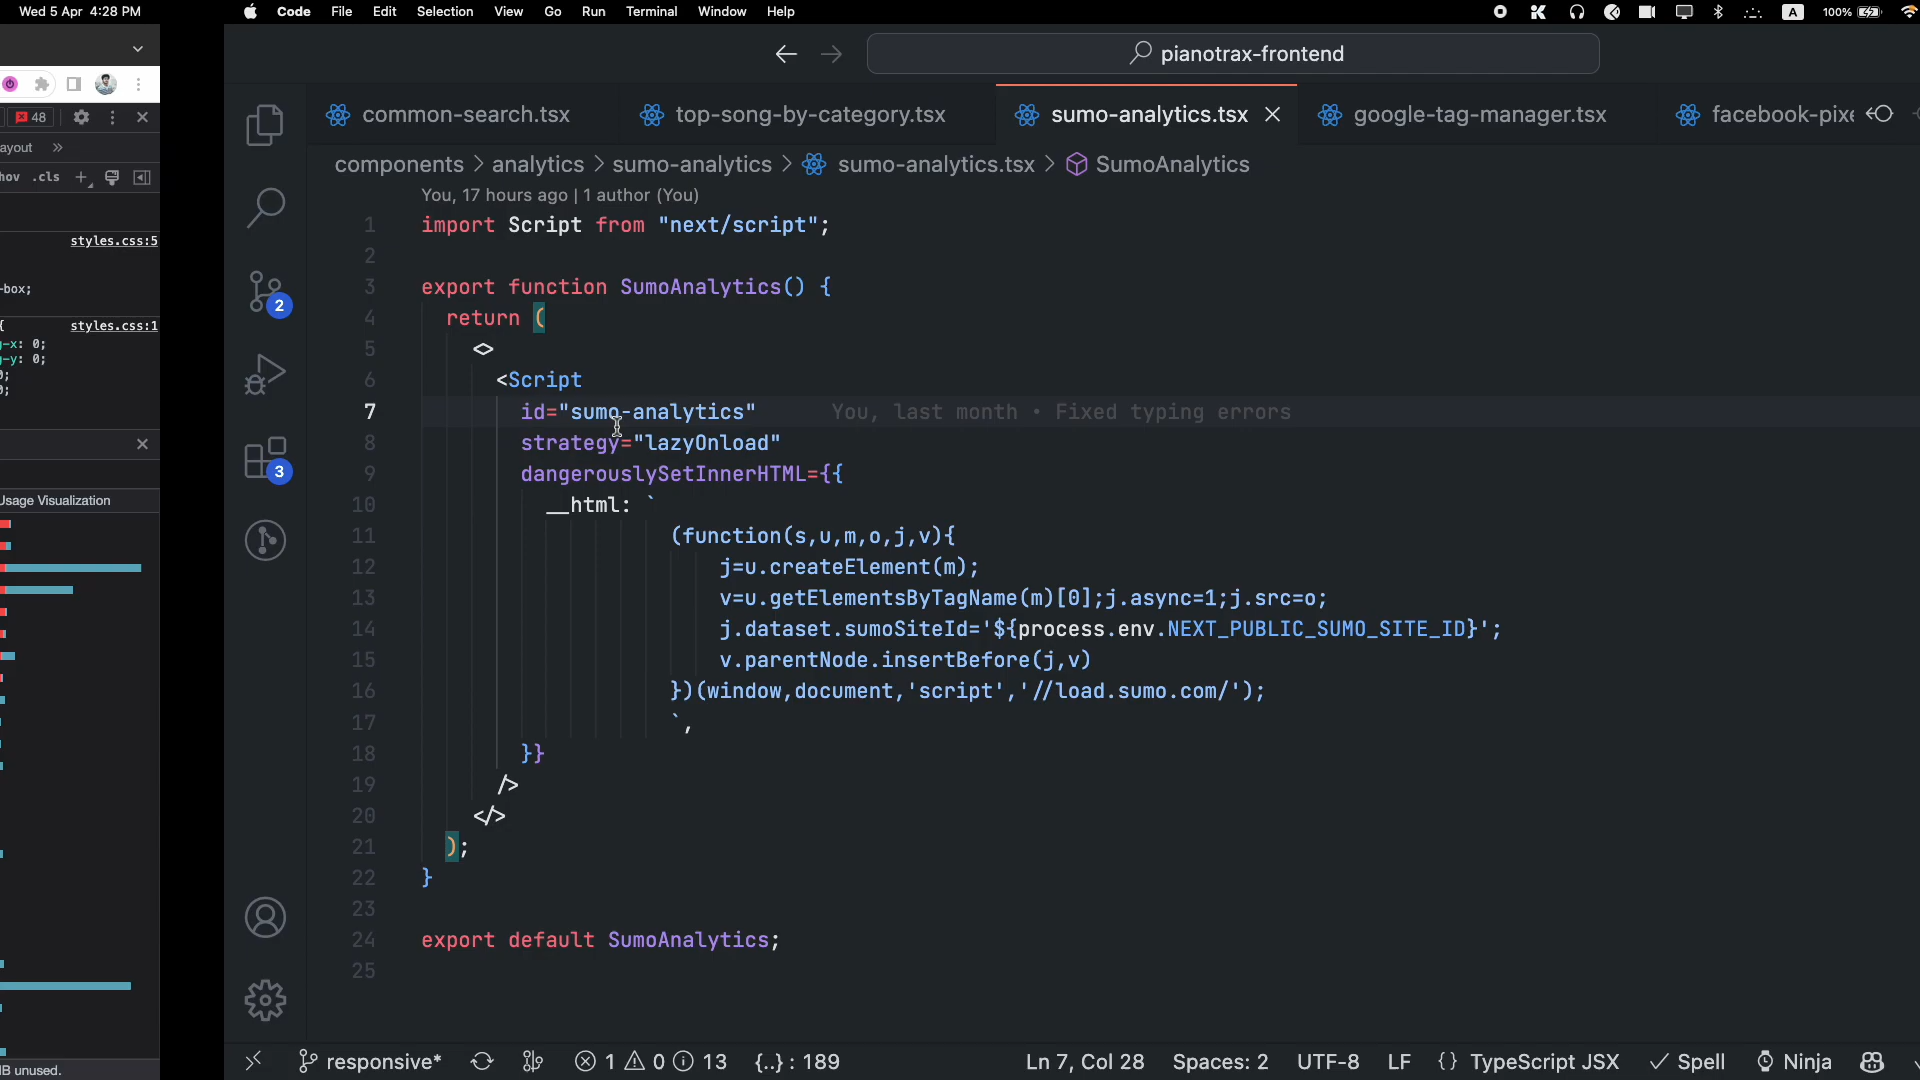 Wed 5 Apr 4:28 PM
Code File Edit Selection View Go Run Terminal Window Help
A 100%
pianotrax-frontend
48
ayout
hov .cls
styles.css:5
-box;
{ styles.css:1
-x: 0;
-y: 0;
0;
0;
Usage Visualization
B unused.
common-search.tsx
top-song-by-category.tsx
sumo-analytics.tsx
google-tag-manager.tsx
facebook-pixe
components > analytics > sumo-analytics > sumo-analytics.tsx > SumoAnalytics
You, 17 hours ago | 1 author (You)
1 import Script from "next/script";
2
3 export function SumoAnalytics() {
4 return (
5 <>
6 <Script
7 id="sumo-analytics" You, last month • Fixed typing errors
8 strategy="lazyOnload"
9 dangerouslySetInnerHTML={{
10 __html: `
11 (function(s,u,m,o,j,v){
12 j=u.createElement(m);
13 v=u.getElementsByTagName(m)[0];j.async=1;j.src=o;
14 j.dataset.sumoSiteId='${process.env.NEXT_PUBLIC_SUMO_SITE_ID}';
15 v.parentNode.insertBefore(j,v)
16 })(window,document,'script','//load.sumo.com/');
17 `,
18 }}
19 />
20 </>
21 );
22 }
23
24 export default SumoAnalytics;
25
2
3
responsive* 1 0 13 {..} : 189
Ln 7, Col 28 Spaces: 2 UTF-8 LF {} TypeScript JSX Spell Ninja